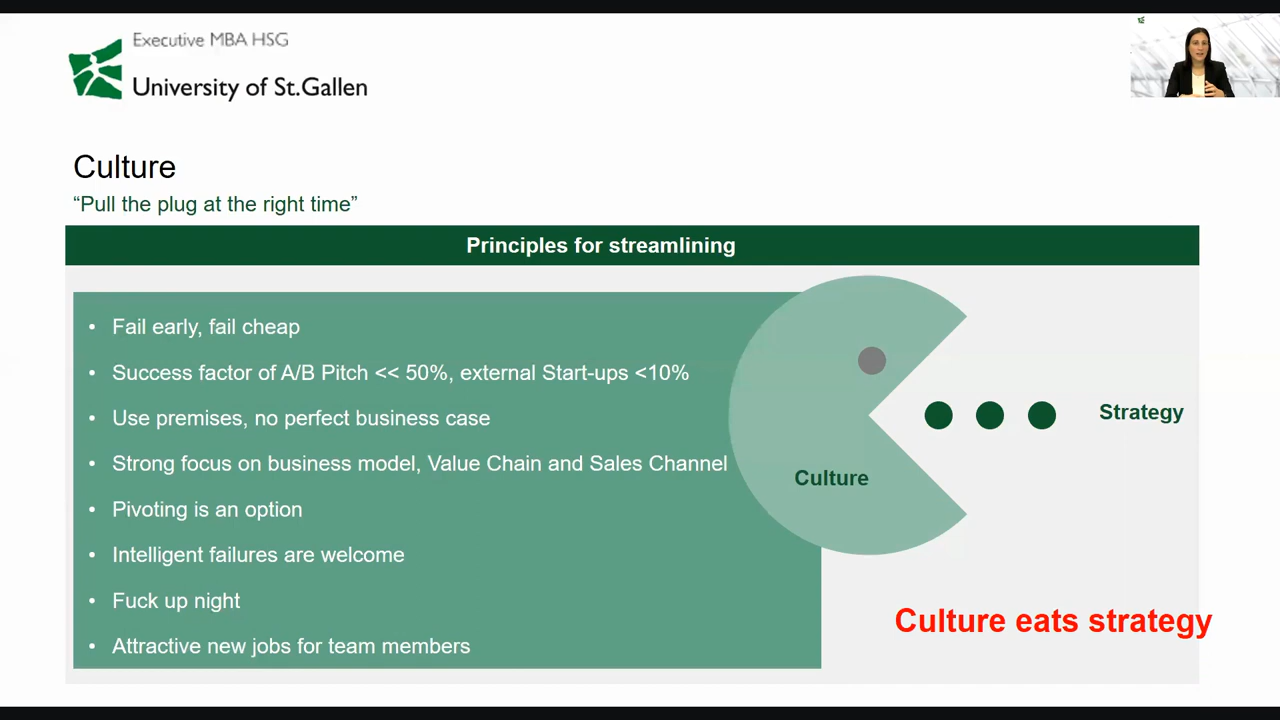 Executive MBA HSG
University of St.Gallen
Culture
“Pull the plug at the right time”
Principles for streamlining
• Fail early, fail cheap
• Success factor of A/B Pitch << 50%, external Start-ups <10%
• Use premises, no perfect business case
• Strong focus on business model, Value Chain and Sales Channel
• Pivoting is an option
• Intelligent failures are welcome
• Fuck up night
• Attractive new jobs for team members
Culture
Strategy
Culture eats strategy